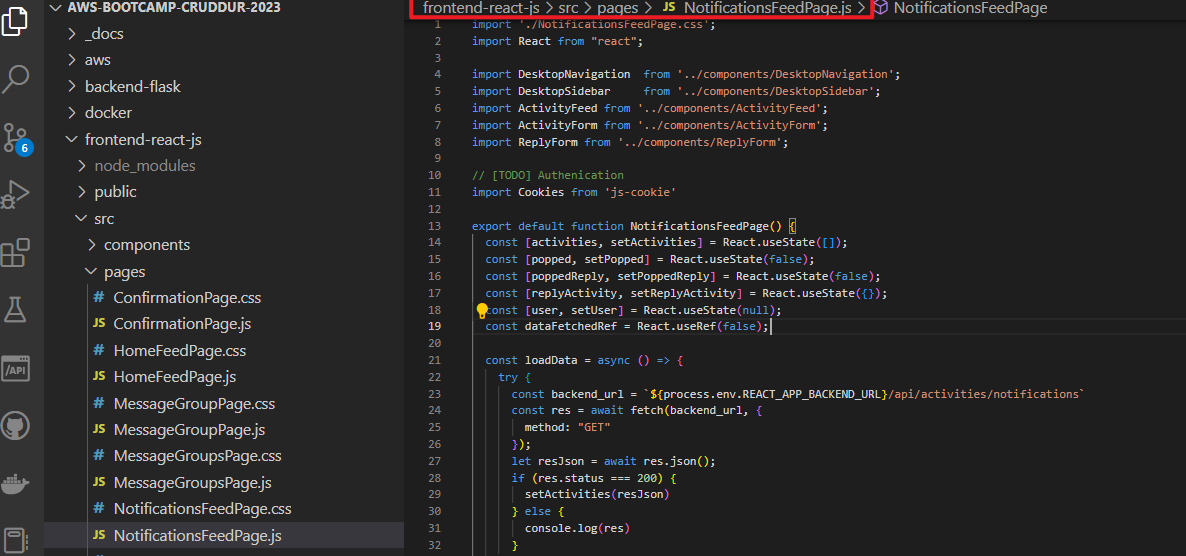 AWS-BOOTCAMP-CRUDDUR-2023
_docs
aws
backend-flask
docker
frontend-react-js
node_modules
public
src
components
pages
# ConfirmationPage.css
JS ConfirmationPage.js
# HomeFeedPage.css
JS HomeFeedPage.js
# MessageGroupPage.css
JS MessageGroupPage.js
# MessageGroupsPage.css
JS MessageGroupsPage.js
# NotificationsFeedPage.css
JS NotificationsFeedPage.js
6
/API
frontend-react-js > src > pages > JS NotificationsFeedPage.js > NotificationsFeedPage
1 import './NotificationsFeedPage.css';
2 import React from "react";
3
4 import DesktopNavigation  from '../components/DesktopNavigation';
5 import DesktopSidebar     from '../components/DesktopSidebar';
6 import ActivityFeed from '../components/ActivityFeed';
7 import ActivityForm from '../components/ActivityForm';
8 import ReplyForm from '../components/ReplyForm';
9
10 // [TODO] Authenication
11 import Cookies from 'js-cookie'
12
13 export default function NotificationsFeedPage() {
14   const [activities, setActivities] = React.useState([]);
15   const [popped, setPopped] = React.useState(false);
16   const [poppedReply, setPoppedReply] = React.useState(false);
17   const [replyActivity, setReplyActivity] = React.useState({});
18   const [user, setUser] = React.useState(null);
19   const dataFetchedRef = React.useRef(false);
20
21   const loadData = async () => {
22     try {
23       const backend_url = `${process.env.REACT_APP_BACKEND_URL}/api/activities/notifications`
24       const res = await fetch(backend_url, {
25         method: "GET"
26       });
27       let resJson = await res.json();
28       if (res.status === 200) {
29         setActivities(resJson)
30       } else {
31         console.log(res)
32       }